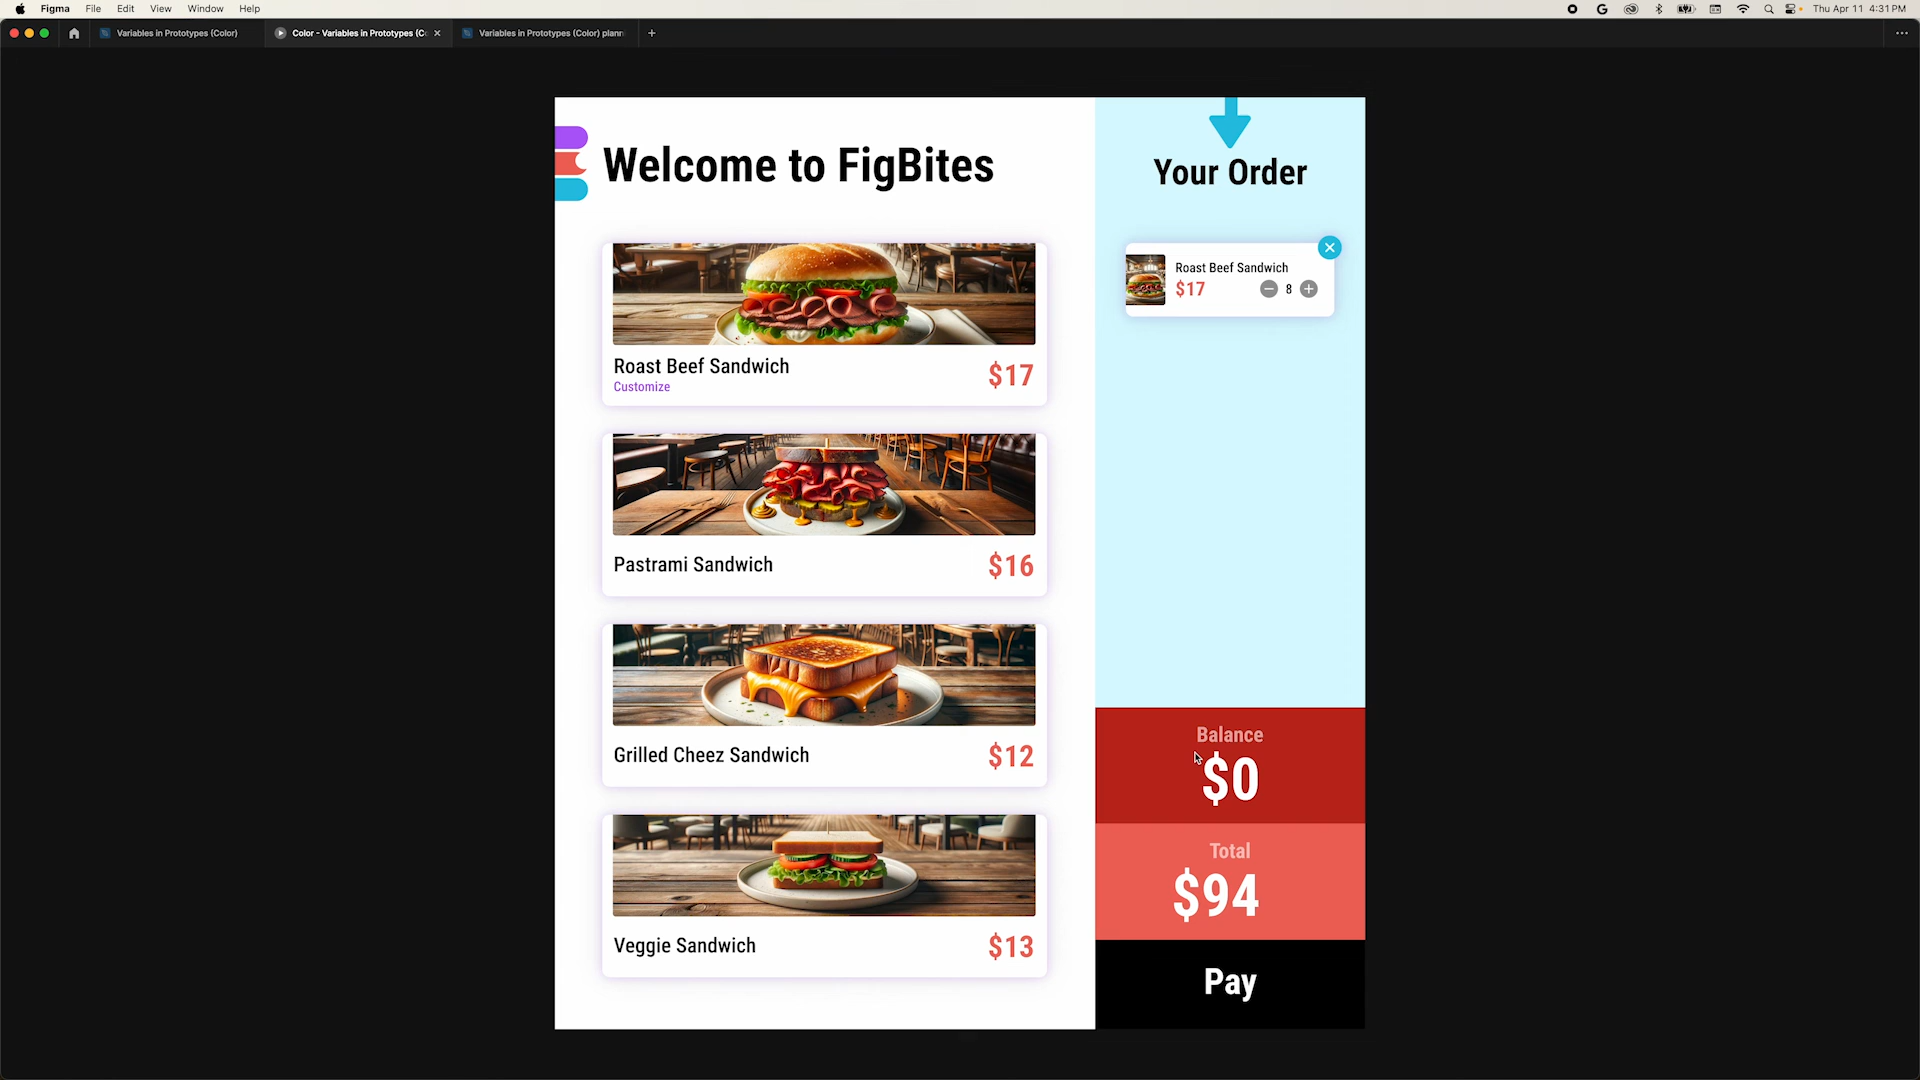 Figma File Edit View Window Help
Thu Apr 11 4:31 PM
Variables in Prototypes (Color)
Color - Variables in Prototypes (C
Variables in Prototypes (Color) plann
Welcome to FigBites
Roast Beef Sandwich
Customize
$17
Pastrami Sandwich
$16
Grilled Cheez Sandwich
$12
Veggie Sandwich
$13
Your Order
Roast Beef Sandwich
$17
8
Balance
$0
Total
$94
Pay